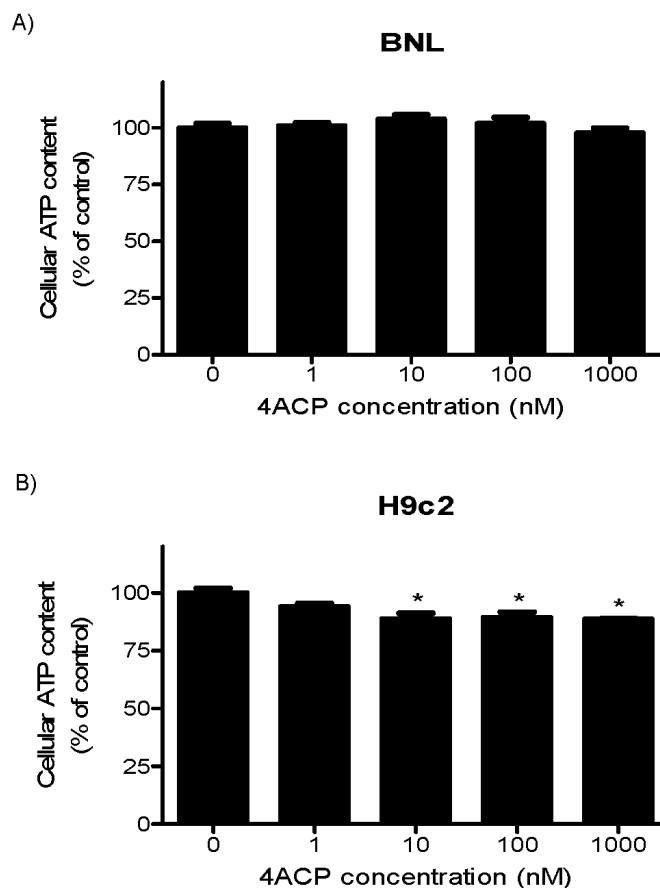 A)
BNL
Cellular ATP content
(% of control)
100
75
50
25
0
0 1 10 100 1000
4ACP concentration (nM)
B)
H9c2
Cellular ATP content
(% of control)
100
75
50
25
0
* * *
0 1 10 100 1000
4ACP concentration (nM)